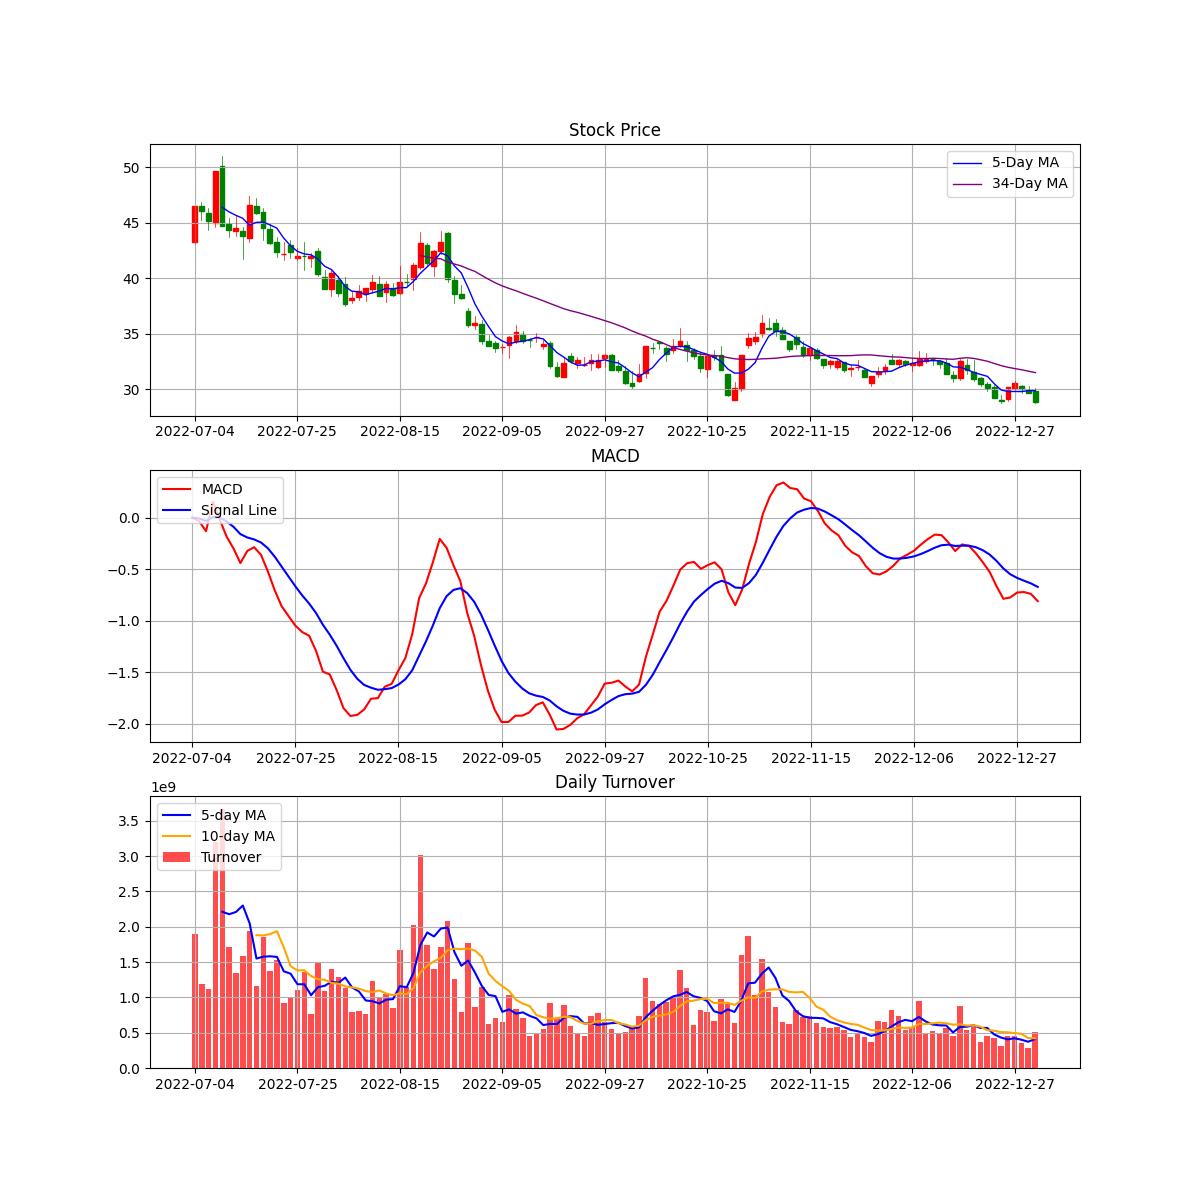 Stock Price
5-Day MA
34-Day MA
50
45
40
35
30
2022-07-04 2022-07-25 2022-08-15 2022-09-05 2022-09-27 2022-10-25 2022-11-15 2022-12-06 2022-12-27
MACD
MACD
Signal Line
0.0
−0.5
−1.0
−1.5
−2.0
2022-07-04 2022-07-25 2022-08-15 2022-09-05 2022-09-27 2022-10-25 2022-11-15 2022-12-06 2022-12-27
Daily Turnover
1e9
5-day MA
10-day MA
Turnover
3.5
3.0
2.5
2.0
1.5
1.0
0.5
0.0
2022-07-04 2022-07-25 2022-08-15 2022-09-05 2022-09-27 2022-10-25 2022-11-15 2022-12-06 2022-12-27